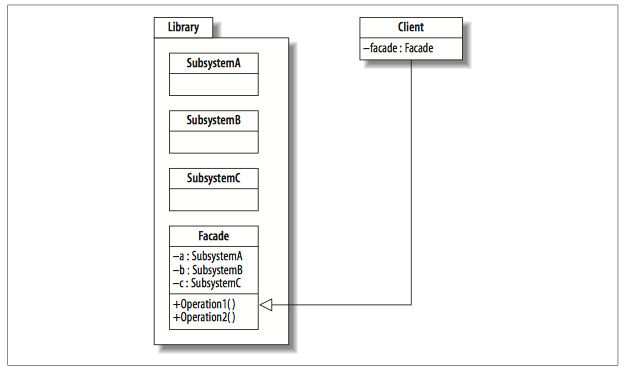 Library
SubsystemA
SubsystemB
SubsystemC
Facade
–a : SubsystemA
–b : SubsystemB
–c : SubsystemC
+Operation1()
+Operation2()
Client
–facade : Facade